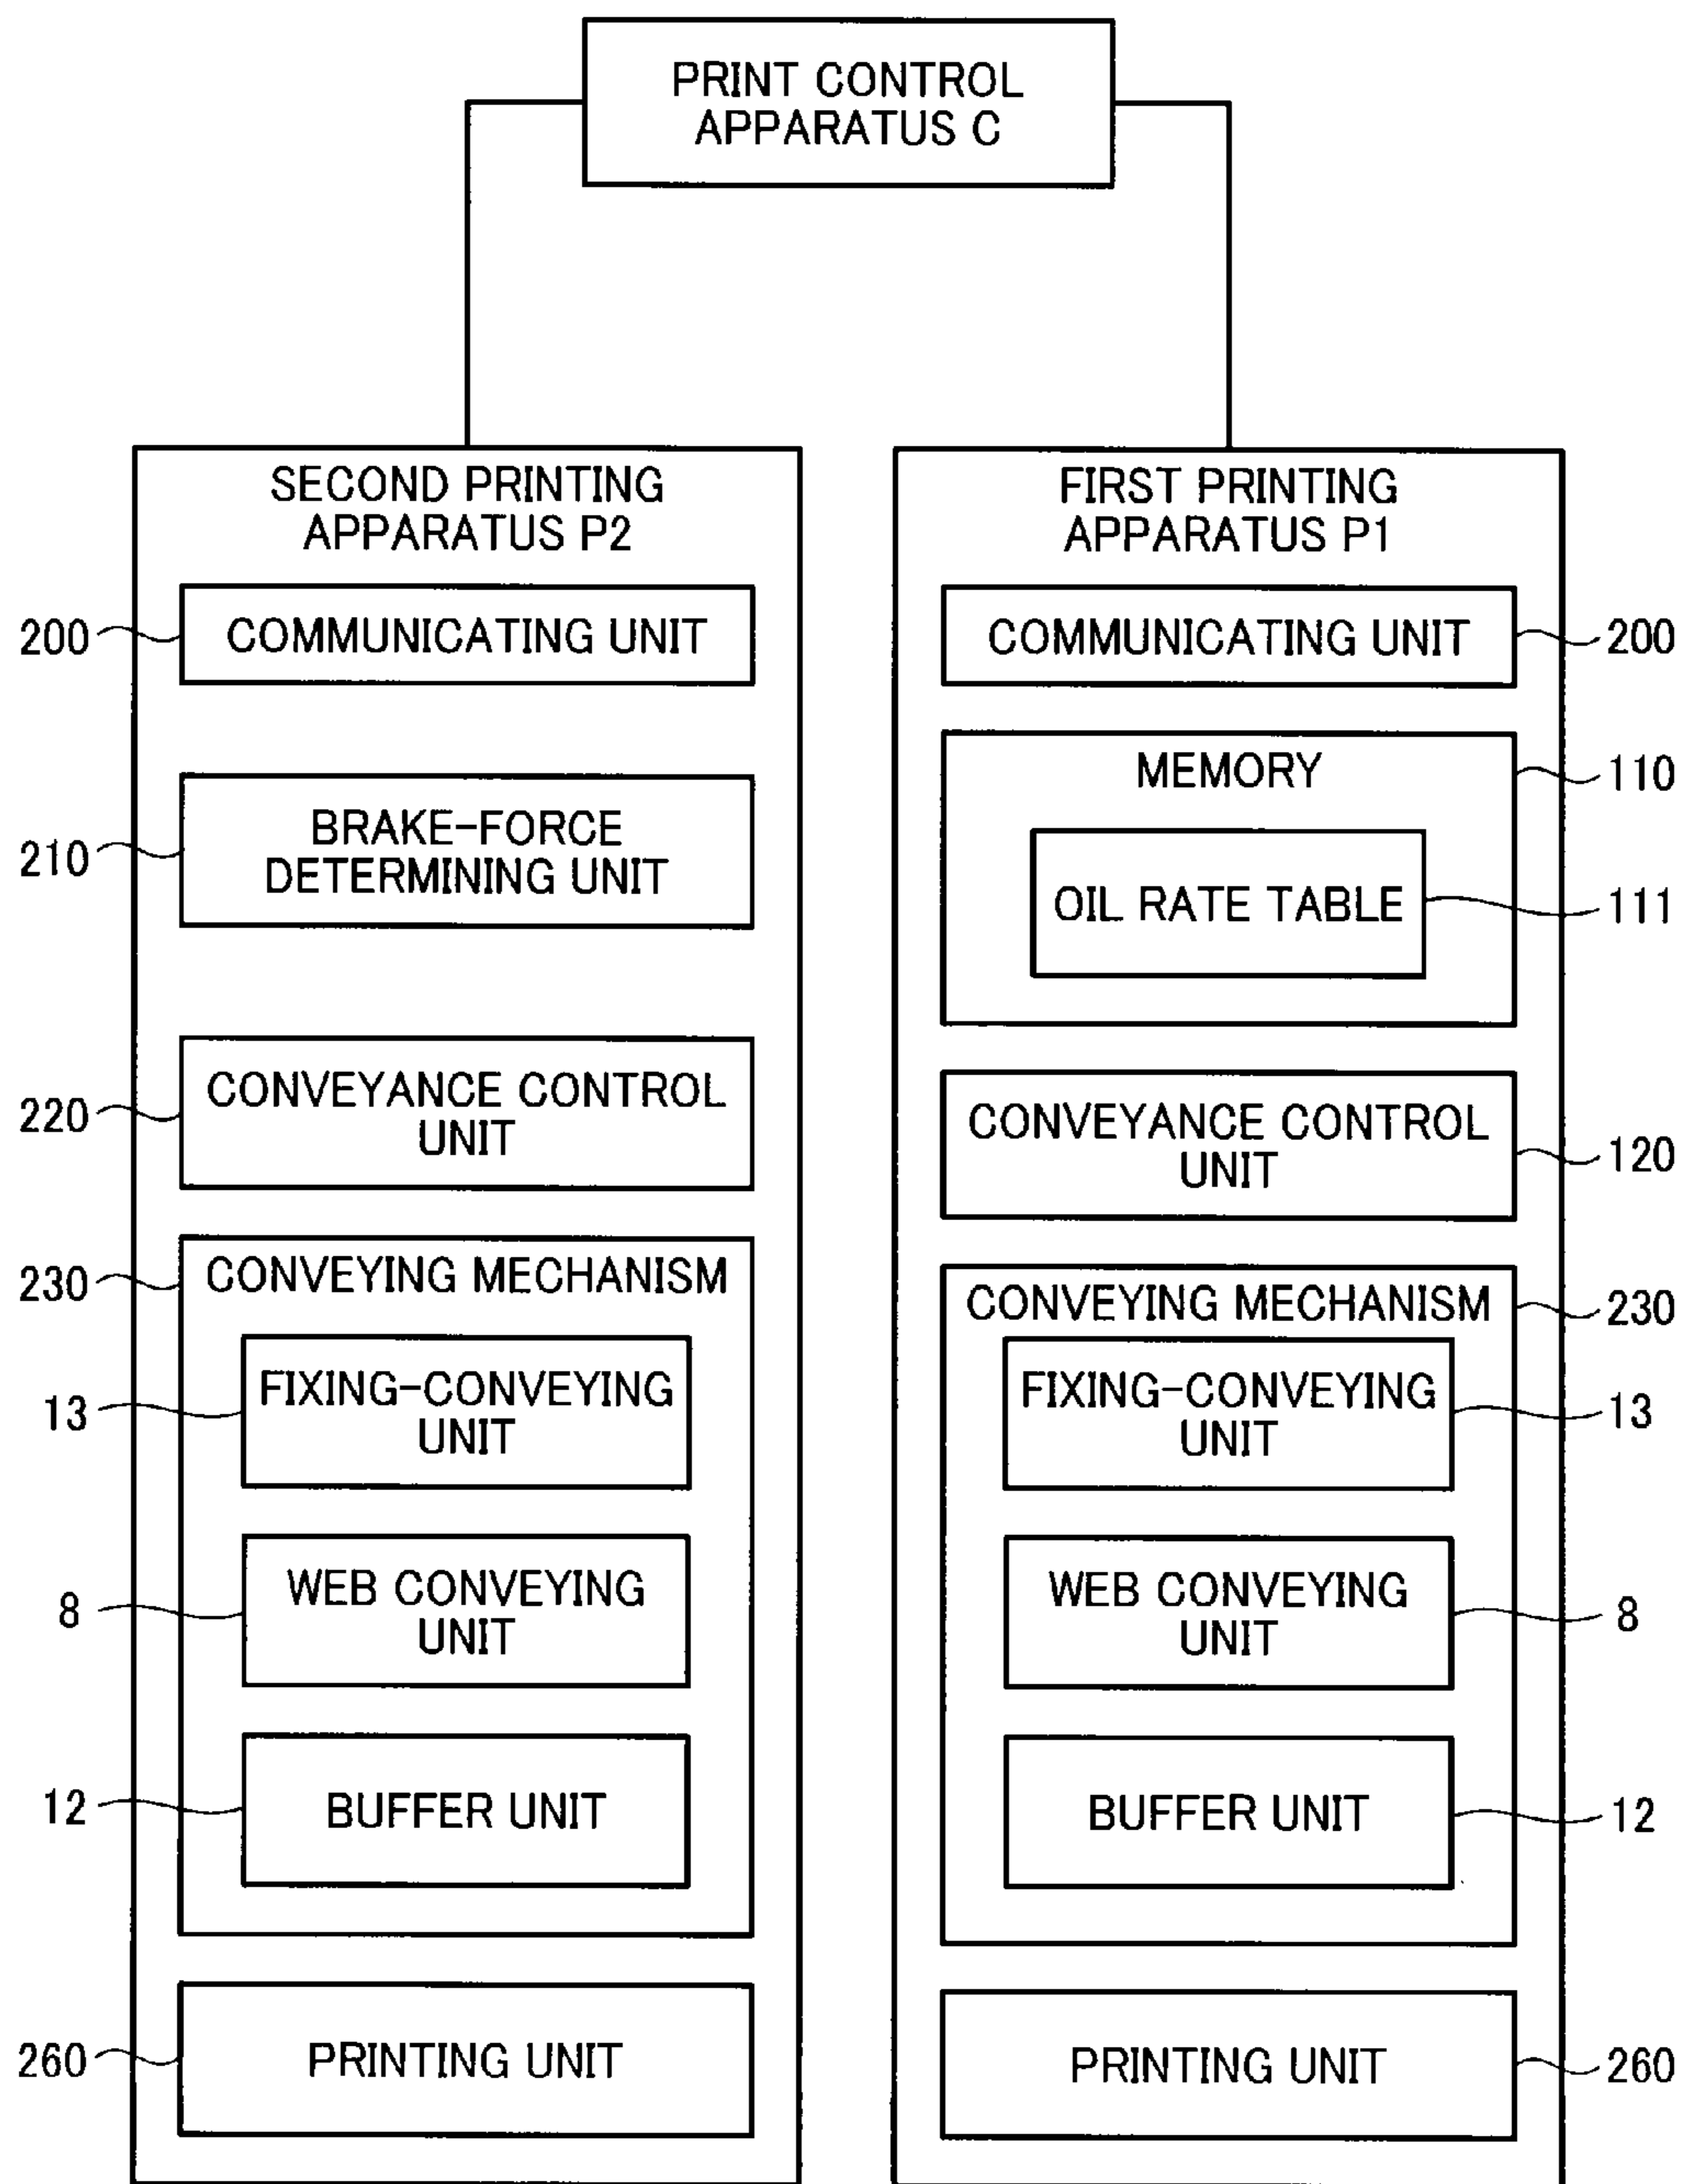 PRINT CONTROL
APPARATUS C
SECOND PRINTING
APPARATUS P2
200
COMMUNICATING UNIT
210
BRAKE-FORCE
DETERMINING UNIT
220
CONVEYANCE CONTROL
UNIT
230
CONVEYING MECHANISM
13
FIXING-CONVEYING
UNIT
8
WEB CONVEYING
UNIT
12
BUFFER UNIT
260
PRINTING UNIT
FIRST PRINTING
APPARATUS P1
COMMUNICATING UNIT
200
MEMORY
110
OIL RATE TABLE
111
CONVEYANCE CONTROL
UNIT
120
CONVEYING MECHANISM
230
FIXING-CONVEYING
UNIT
13
WEB CONVEYING
UNIT
8
BUFFER UNIT
12
PRINTING UNIT
260